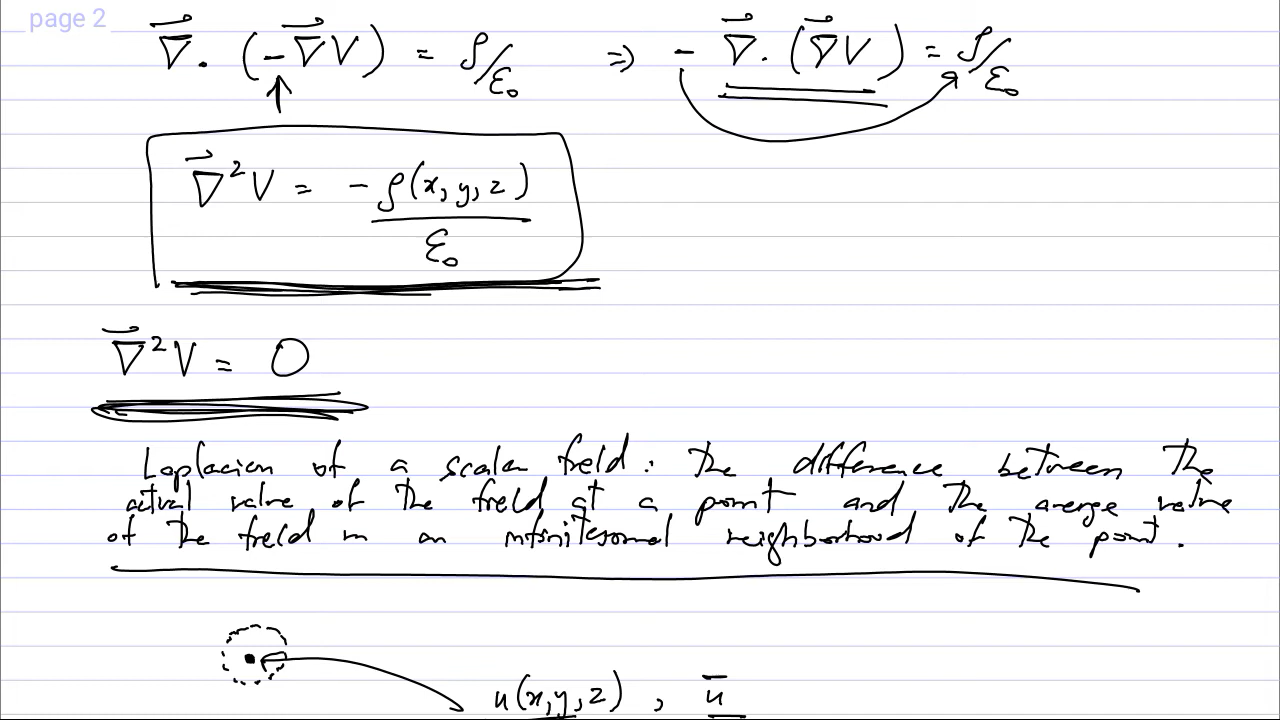 page 2
∇⃗ · (−∇⃗V) = ρ/ε₀ ⇒ − ∇⃗ · (∇⃗V) = ρ/ε₀
∇⃗²V = − ρ(x, y, z) / ε₀
∇⃗²V = 0
Laplacian of a scalar field : the difference between the
actual value of the field at a point and the average value
of the field in an infinitesimal neighborhood of the point .
u(x, y, z) , u̅